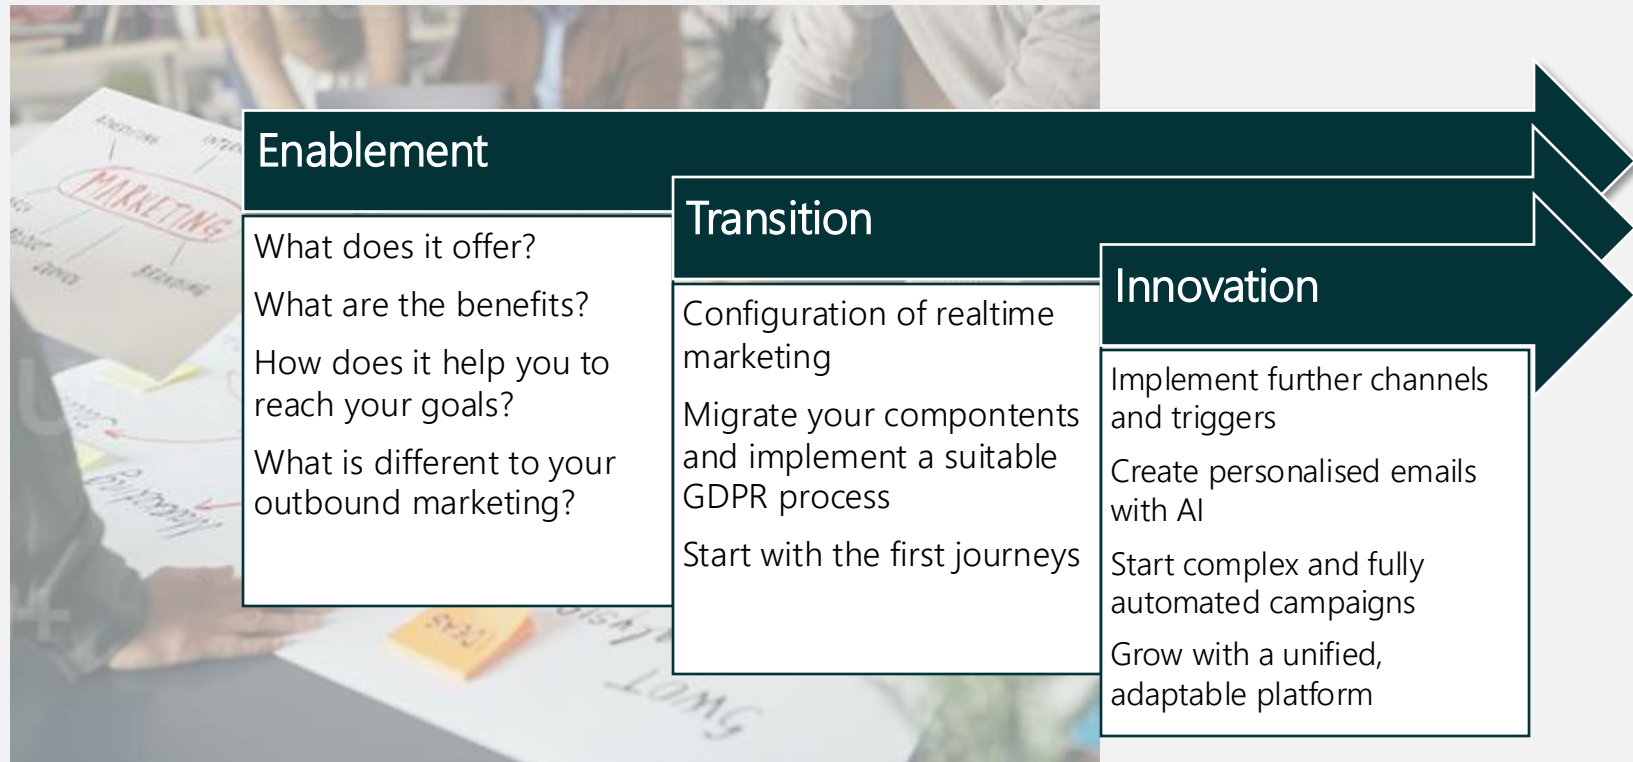 Enablement
What does it offer?
What are the benefits?
How does it help you to
reach your goals?
What is different to your
outbound marketing?
Transition
Configuration of realtime
marketing
Migrate your compontents
and implement a suitable
GDPR process
Start with the first journeys
Innovation
Implement further channels
and triggers
Create personalised emails
with AI
Start complex and fully
automated campaigns
Grow with a unified,
adaptable platform
MARKETING
BRANDING
IDEAS
SWOT